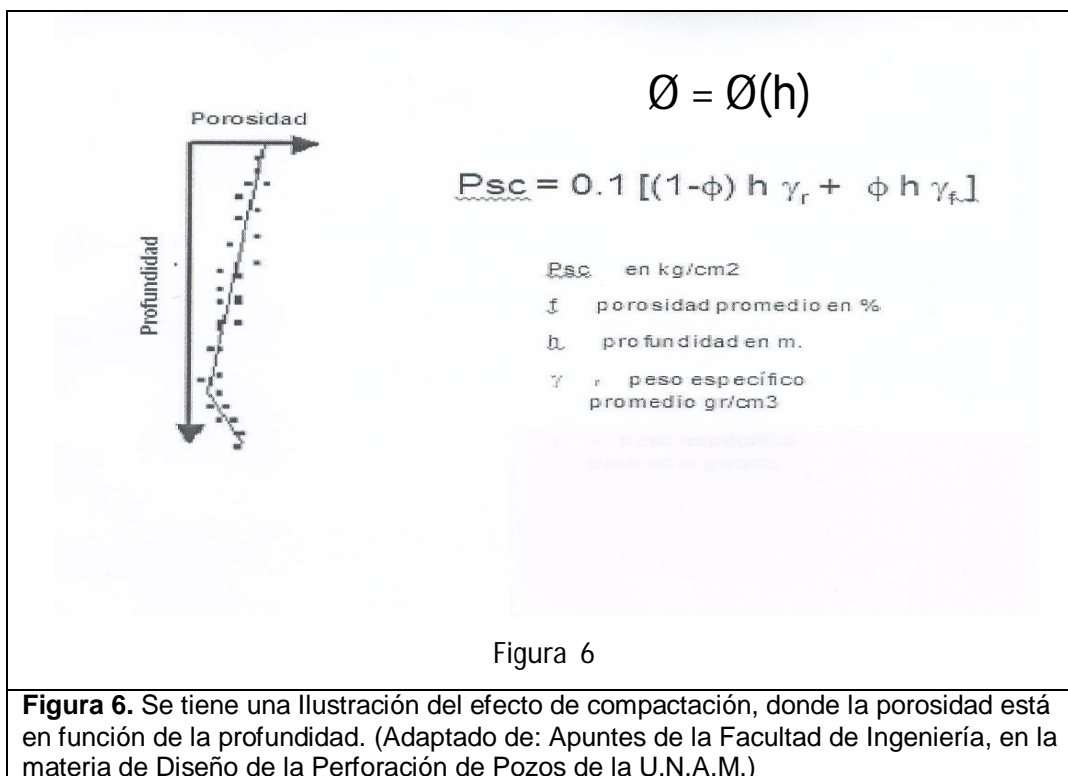 Ø = Ø(h)
Porosidad
Profundidad
Psc = 0.1 [(1-ϕ) h γr + ϕ h γf]
Psc en kg/cm2
f porosidad promedio en %
h profundidad en m.
γ r peso específico
promedio gr/cm3
peso específico
Figura 6
Figura 6. Se tiene una Ilustración del efecto de compactación, donde la porosidad está
en función de la profundidad. (Adaptado de: Apuntes de la Facultad de Ingeniería, en la
materia de Diseño de la Perforación de Pozos de la U.N.A.M.)